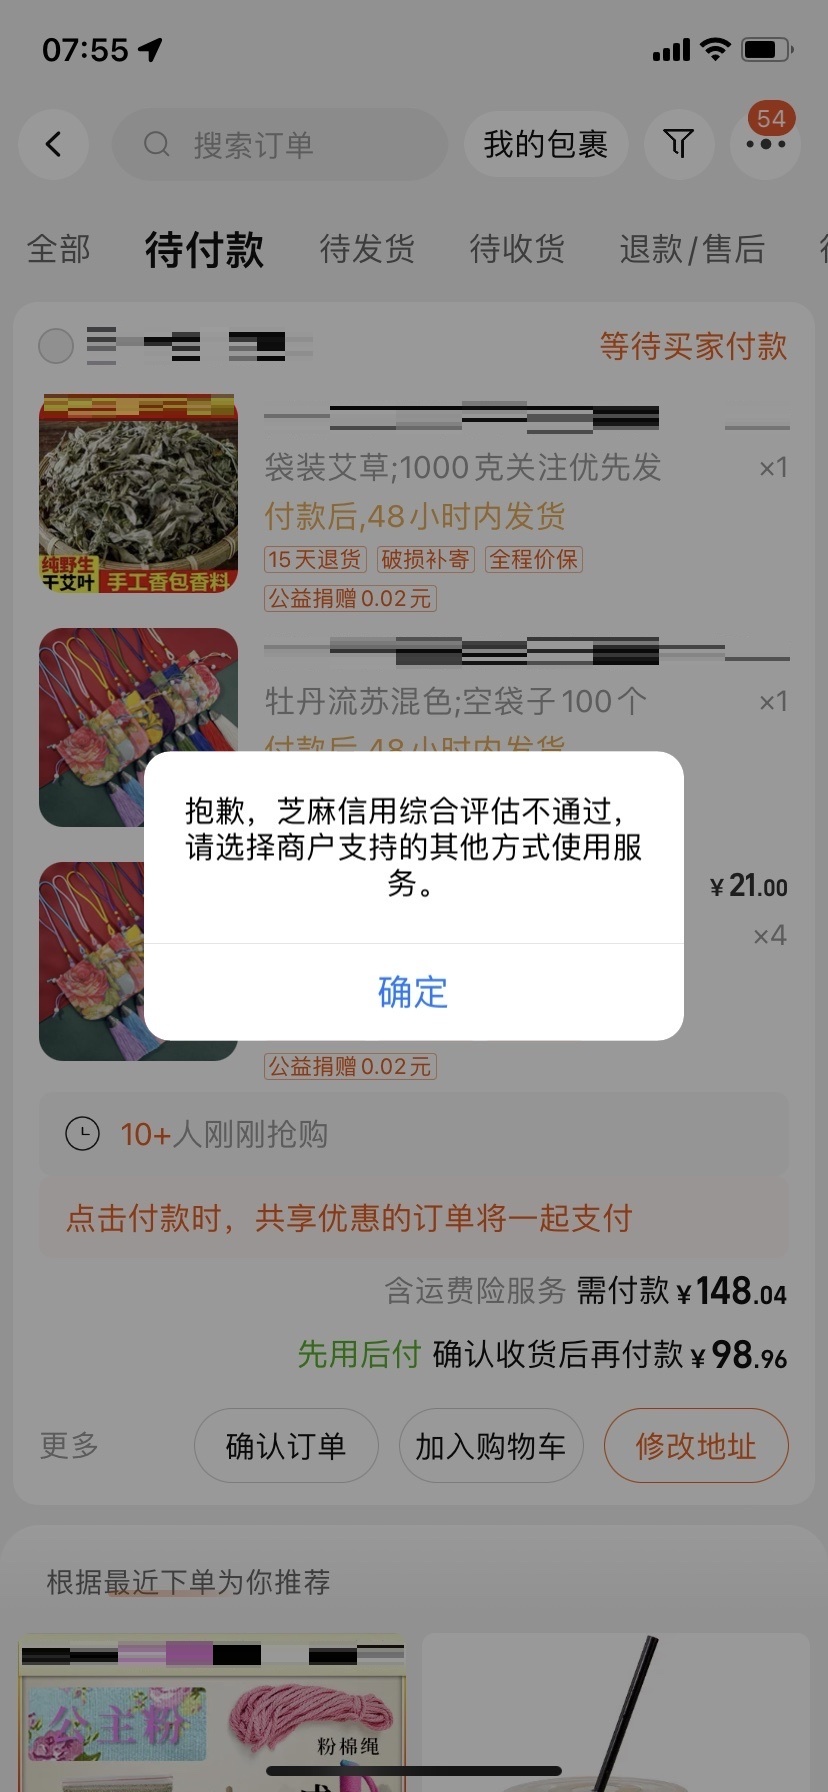 07:55
搜索订单
我的包裹
54
全部
待付款
待发货
待收货
退款/售后
等待买家付款
袋装艾草;1000克关注优先发
×1
付款后,48小时内发货
15天退货
破损补寄
全程价保
公益捐赠0.02元
纯野生
干艾叶
手工香包香料
牡丹流苏混色;空袋子100个
×1
付款后,48小时内发货
抱歉，芝麻信用综合评估不通过，
请选择商户支持的其他方式使用服
务。
确定
¥21.00
×4
公益捐赠0.02元
10+人刚刚抢购
点击付款时，共享优惠的订单将一起支付
含运费险服务 需付款¥148.04
先用后付 确认收货后再付款¥98.96
更多
确认订单
加入购物车
修改地址
根据最近下单为你推荐
公主粉
粉棉绳